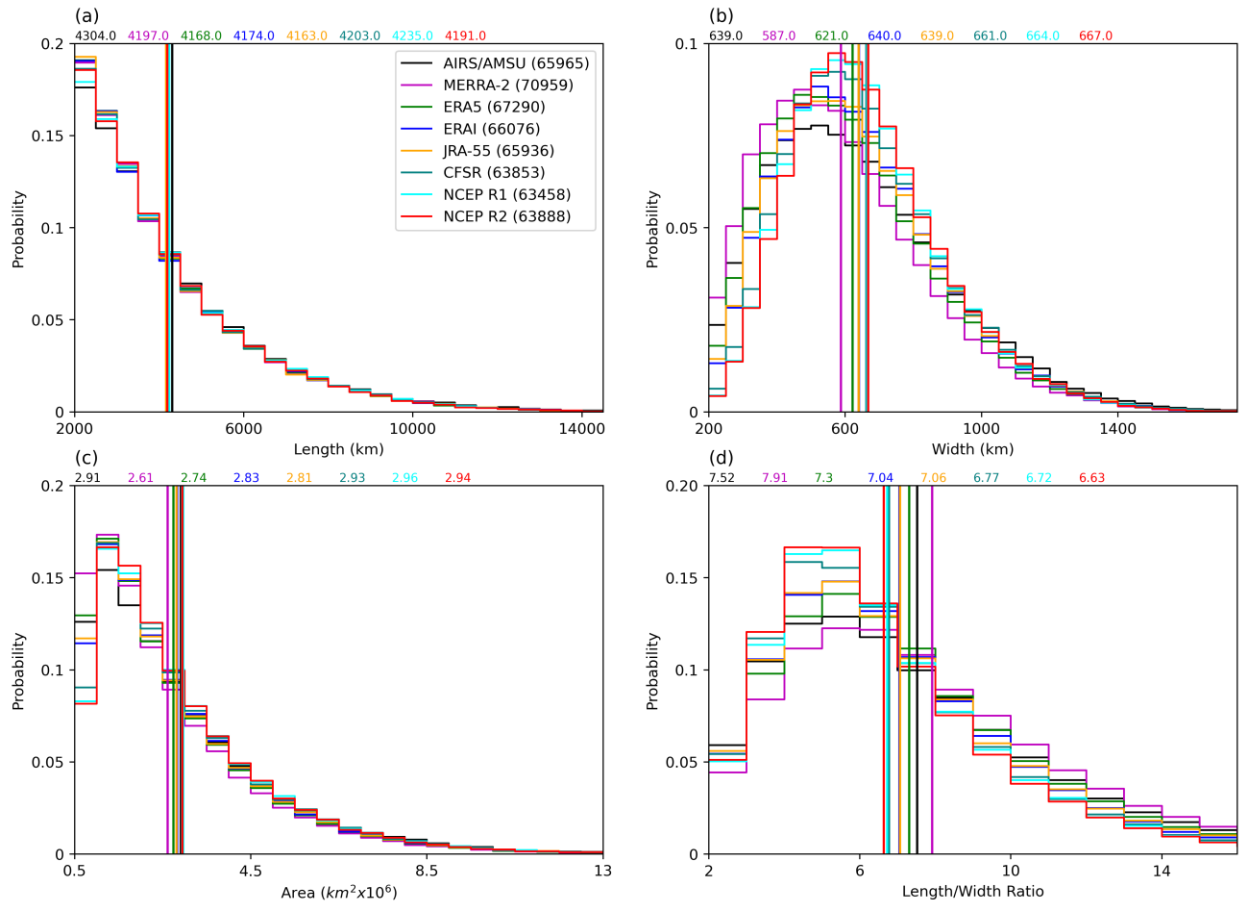 (a)
4304.0 4197.0 4168.0 4174.0 4163.0 4203.0 4235.0 4191.0
0.2
0.15
0.1
0.05
0
Probability
AIRS/AMSU (65965)
MERRA-2 (70959)
ERA5 (67290)
ERAI (66076)
JRA-55 (65936)
CFSR (63853)
NCEP R1 (63458)
NCEP R2 (63888)
2000 6000 10000 14000
Length (km)
(b)
639.0 587.0 621.0 640.0 639.0 661.0 664.0 667.0
0.1
0.05
0
Probability
200 600 1000 1400
Width (km)
(c)
2.91 2.61 2.74 2.83 2.81 2.93 2.96 2.94
0.20
0.15
0.10
0.05
0
Probability
0.5 4.5 8.5 13
Area (km²x10⁶)
(d)
7.52 7.91 7.3 7.04 7.06 6.77 6.72 6.63
0.20
0.15
0.10
0.05
0
Probability
2 6 10 14
Length/Width Ratio